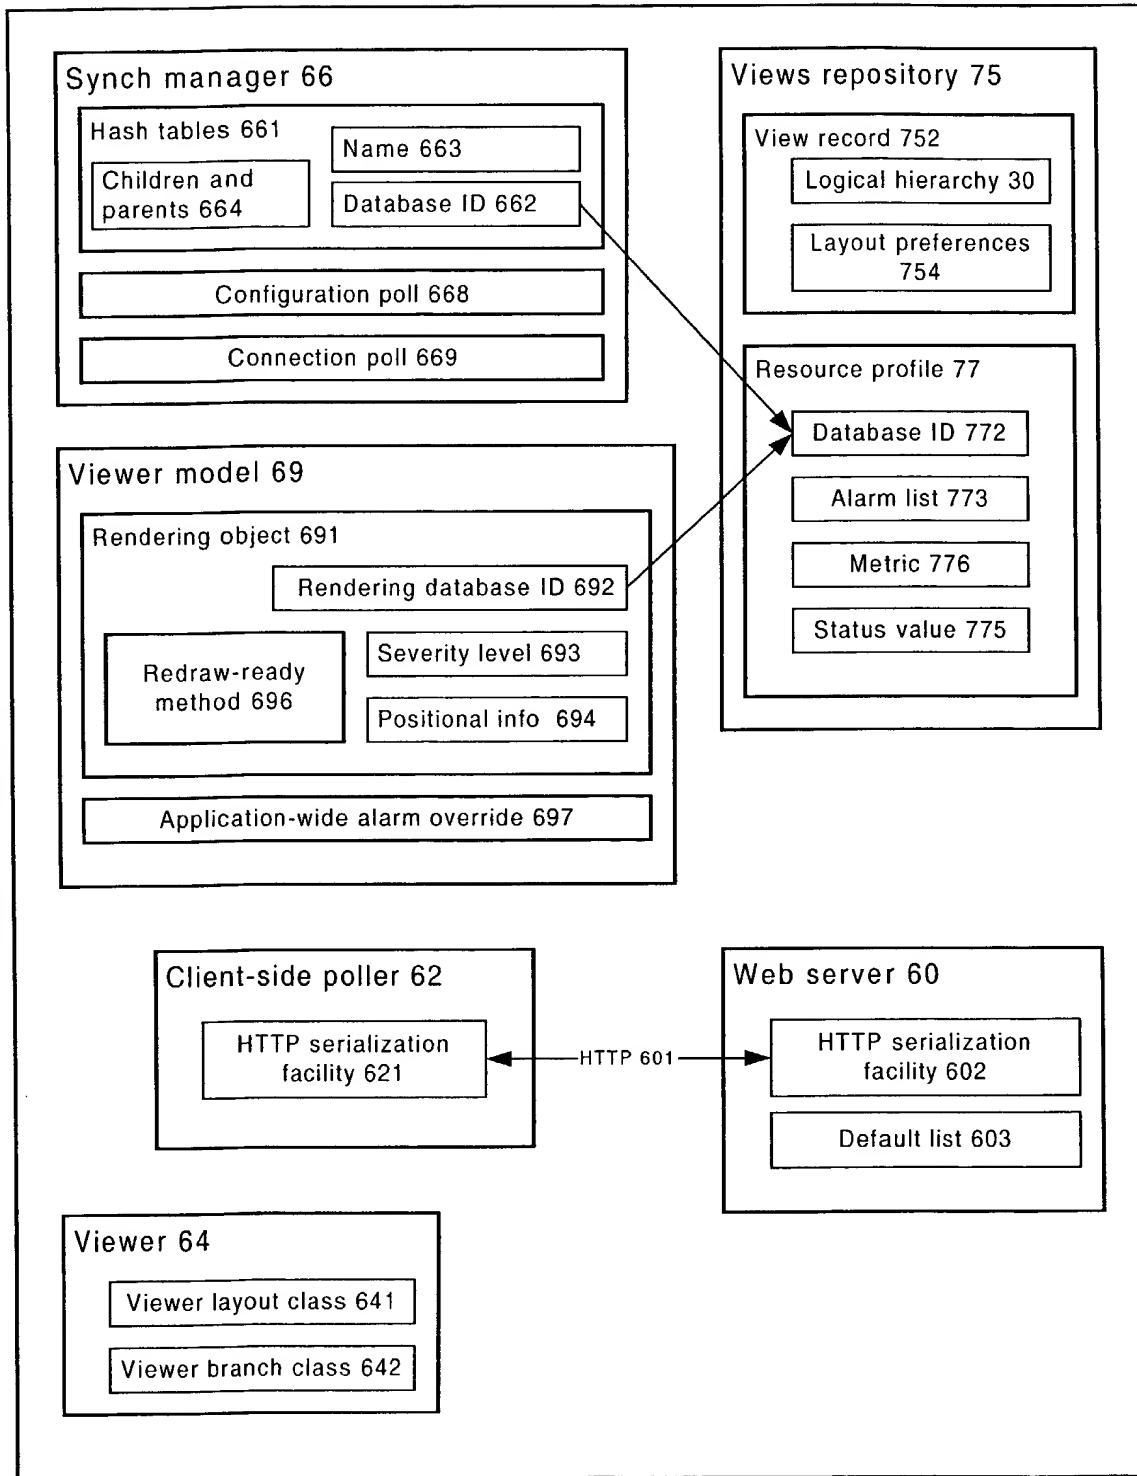 Synch manager 66
Hash tables 661
Name 663
Children and
parents 664
Database ID 662
Configuration poll 668
Connection poll 669
Views repository 75
View record 752
Logical hierarchy 30
Layout preferences
754
Resource profile 77
Database ID 772
Alarm list 773
Metric 776
Status value 775
Viewer model 69
Rendering object 691
Rendering database ID 692
Redraw-ready
method 696
Severity level 693
Positional info 694
Application-wide alarm override 697
Client-side poller 62
HTTP serialization
facility 621
HTTP 601
Web server 60
HTTP serialization
facility 602
Default list 603
Viewer 64
Viewer layout class 641
Viewer branch class 642